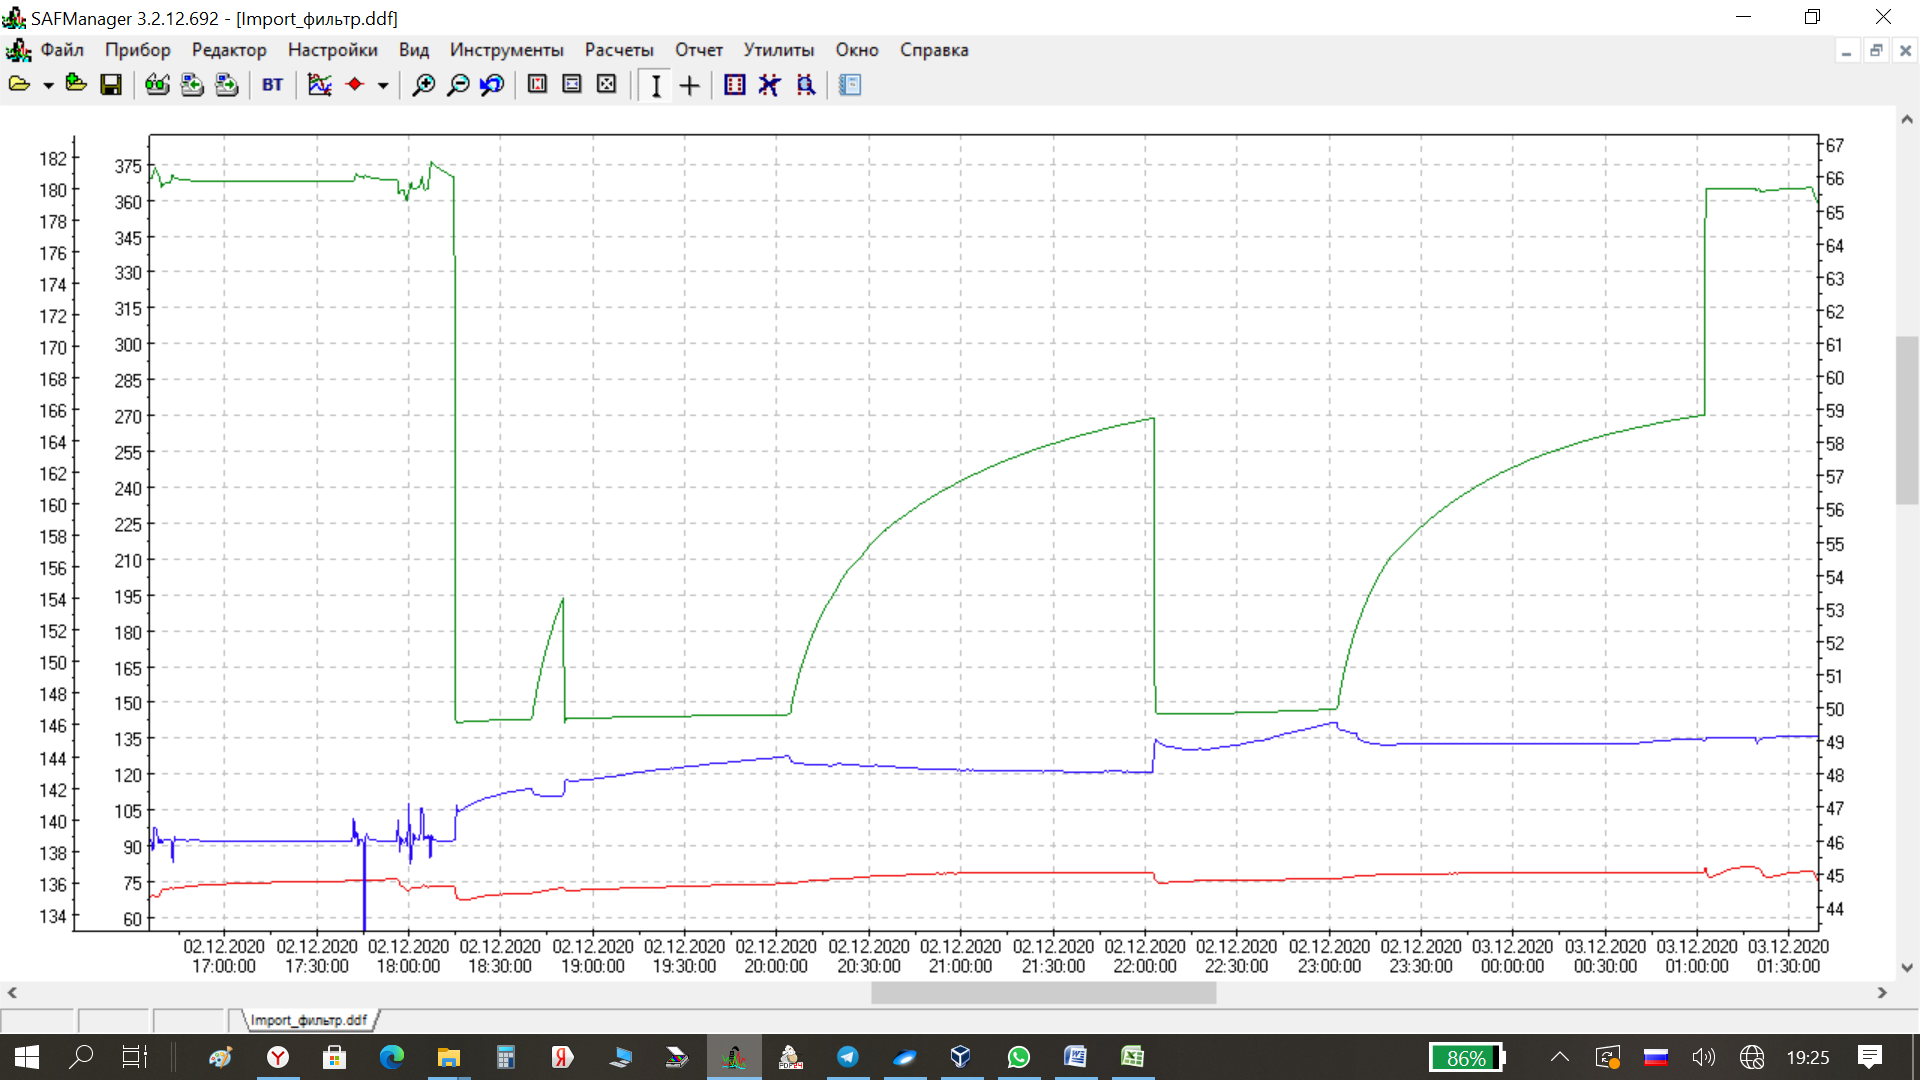 SAFManager 3.2.12.692 - [Import_фильтр.ddf]
Файл Прибор Редактор Настройки Вид Инструменты Расчеты Отчет Утилиты Окно Справка
BT
182 375 67
180 360 66
178 345 65
176 330 64
174 315 63
172 300 62
170 285 61
168 270 60
166 255 59
164 240 58
162 225 57
160 210 56
158 195 55
156 180 54
154 165 53
152 150 52
150 135 51
148 120 50
146 105 49
144 90 48
142 75 47
140 60 46
138 45
136 44
134
02.12.2020 02.12.2020 02.12.2020 02.12.2020 02.12.2020 02.12.2020 02.12.2020 02.12.2020 02.12.2020 02.12.2020 02.12.2020 02.12.2020 02.12.2020 02.12.2020 03.12.2020 03.12.2020 03.12.2020 03.12.2020
17:00:00 17:30:00 18:00:00 18:30:00 19:00:00 19:30:00 20:00:00 20:30:00 21:00:00 21:30:00 22:00:00 22:30:00 23:00:00 23:30:00 00:00:00 00:30:00 01:00:00 01:30:00
Import_фильтр.ddf
86% 19:25